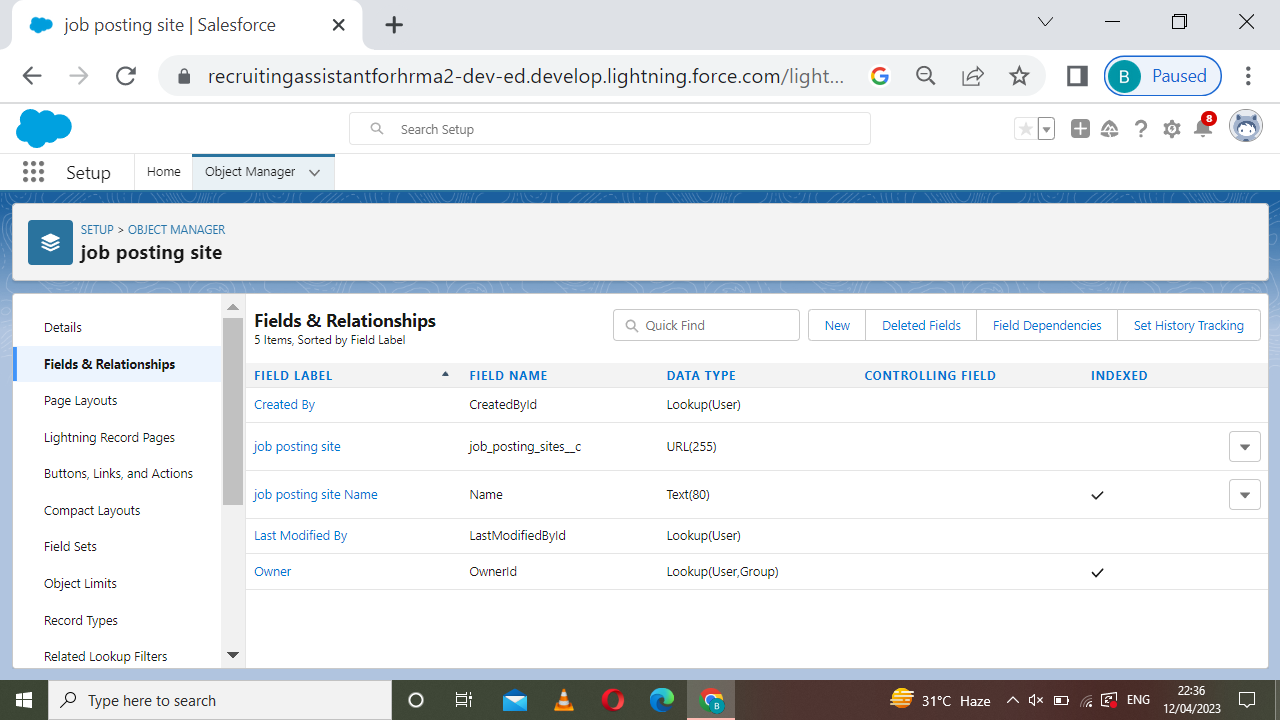 job posting site | Salesforce
recruitingassistantforhrma2-dev-ed.develop.lightning.force.com/light...
B Paused
Search Setup
8
Setup Home Object Manager
SETUP > OBJECT MANAGER
job posting site
Details
Fields & Relationships
Page Layouts
Lightning Record Pages
Buttons, Links, and Actions
Compact Layouts
Field Sets
Object Limits
Record Types
Related Lookup Filters
Fields & Relationships
5 Items, Sorted by Field Label
Quick Find
New Deleted Fields Field Dependencies Set History Tracking
FIELD LABEL FIELD NAME DATA TYPE CONTROLLING FIELD INDEXED
Created By CreatedById Lookup(User)
job posting site job_posting_sites__c URL(255)
job posting site Name Name Text(80)
Last Modified By LastModifiedById Lookup(User)
Owner OwnerId Lookup(User,Group)
Type here to search
B
31°C Haze
ENG
22:36
12/04/2023